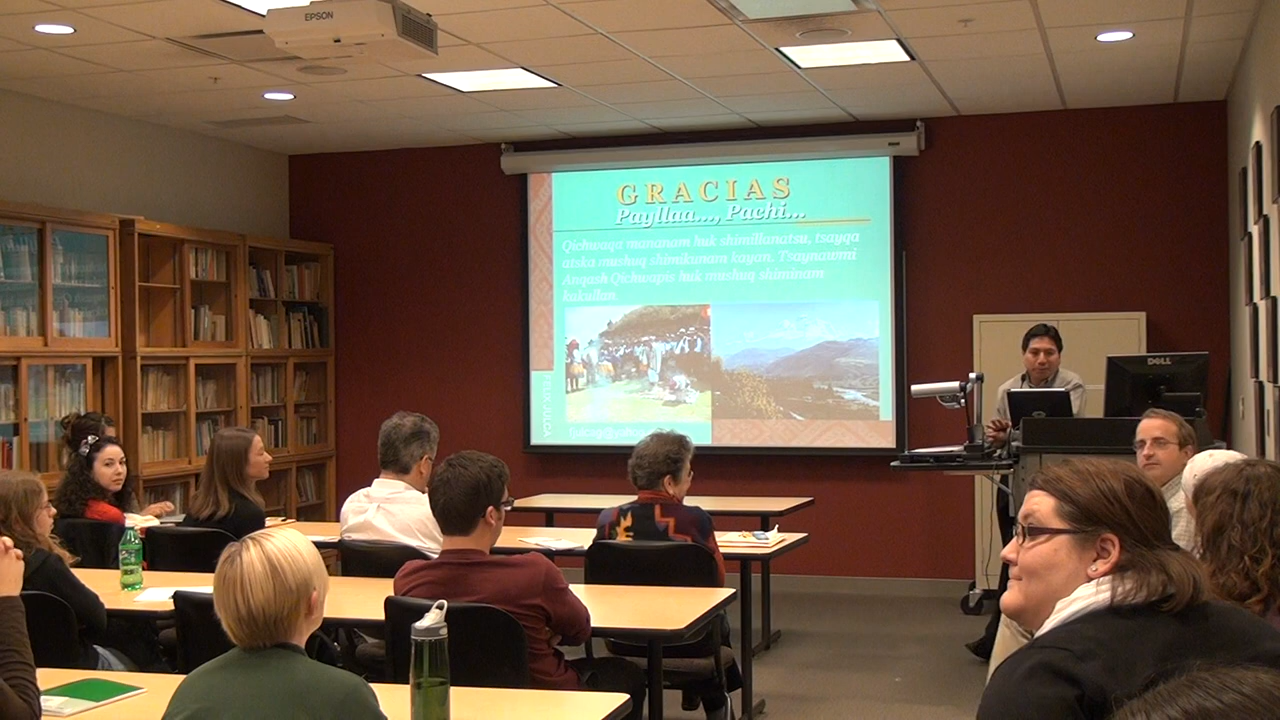 EPSON
GRACIAS
Payllaa..., Pachi...
Qichwaqa mananam huk shimillanatsu, tsayqa
atska mushuq shimikunam kayan. Tsaynawmi
Anqash Qichwapis huk mushuq shiminam
kakullan.
DELL